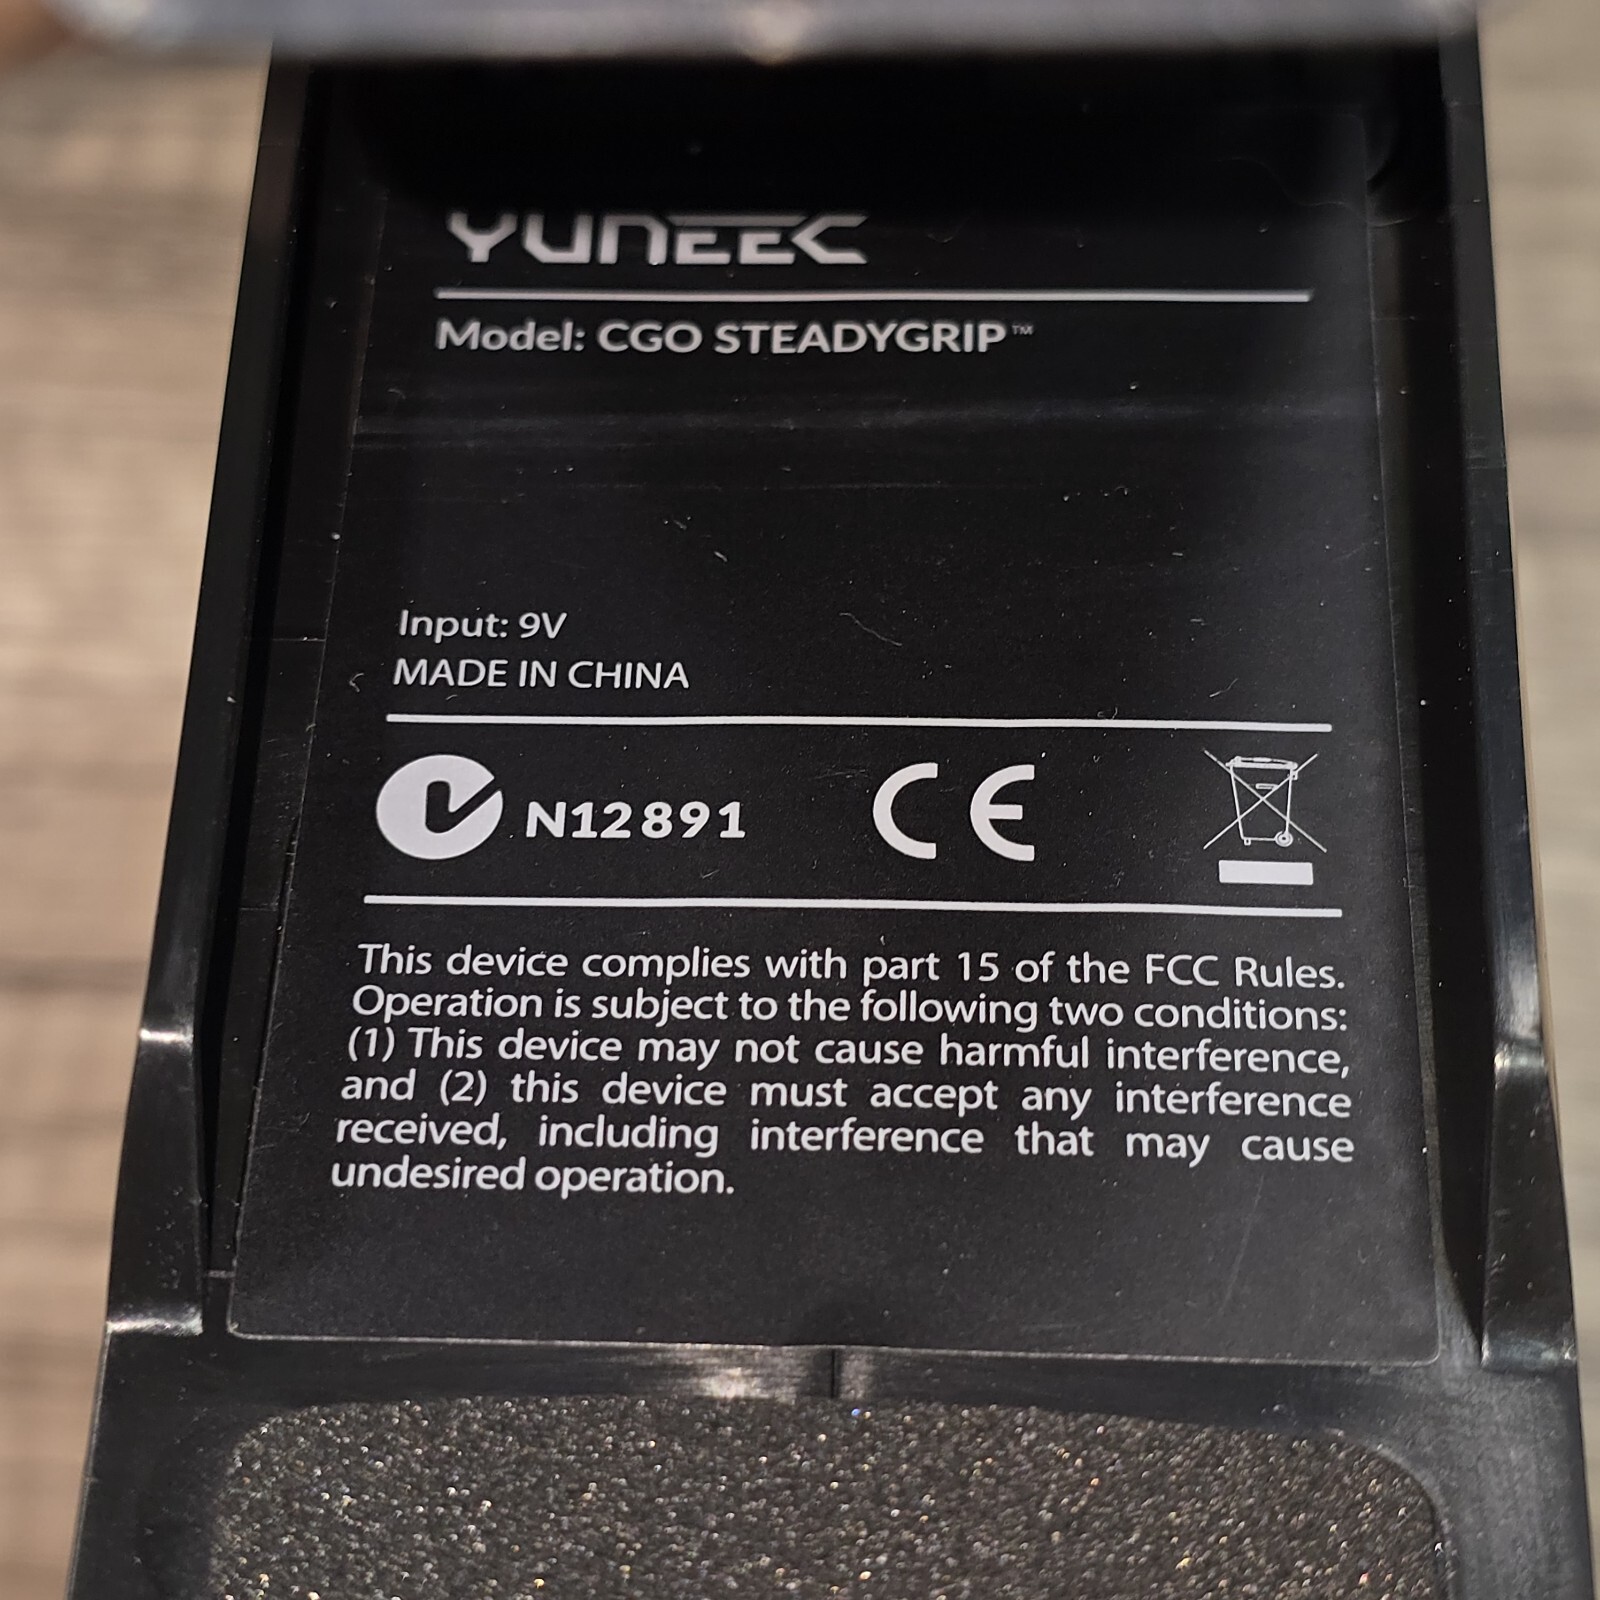 YUNEEC
Model: CGO STEADYGRIP™
Input: 9V
MADE IN CHINA
N12891 CE
This device complies with part 15 of the FCC Rules.
Operation is subject to the following two conditions:
(1) This device may not cause harmful interference,
and (2) this device must accept any interference
received, including interference that may cause
undesired operation.